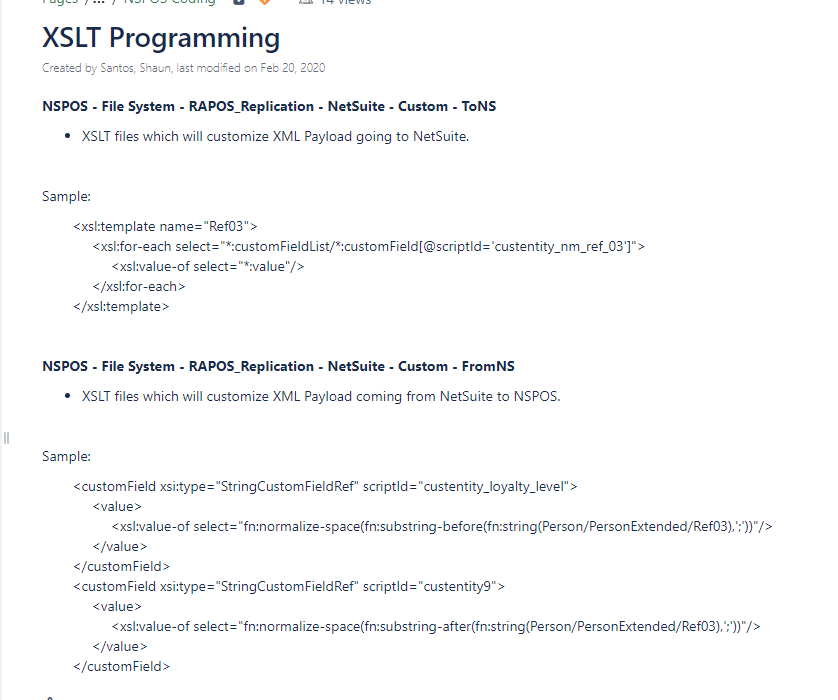 Pages / ... / NSPOS Coding 14 views
XSLT Programming
Created by Santos, Shaun, last modified on Feb 20, 2020
NSPOS - File System - RAPOS_Replication - NetSuite - Custom - ToNS
• XSLT files which will customize XML Payload going to NetSuite.
Sample:
<xsl:template name="Ref03">
<xsl:for-each select="*:customFieldList/*:customField[@scriptId='custentity_nm_ref_03']">
<xsl:value-of select="*:value"/>
</xsl:for-each>
</xsl:template>
NSPOS - File System - RAPOS_Replication - NetSuite - Custom - FromNS
• XSLT files which will customize XML Payload coming from NetSuite to NSPOS.
Sample:
<customField xsi:type="StringCustomFieldRef" scriptId="custentity_loyalty_level">
<value>
<xsl:value-of select="fn:normalize-space(fn:substring-before(fn:string(Person/PersonExtended/Ref03),';'))"/>
</value>
</customField>
<customField xsi:type="StringCustomFieldRef" scriptId="custentity9">
<value>
<xsl:value-of select="fn:normalize-space(fn:substring-after(fn:string(Person/PersonExtended/Ref03),';'))"/>
</value>
</customField>